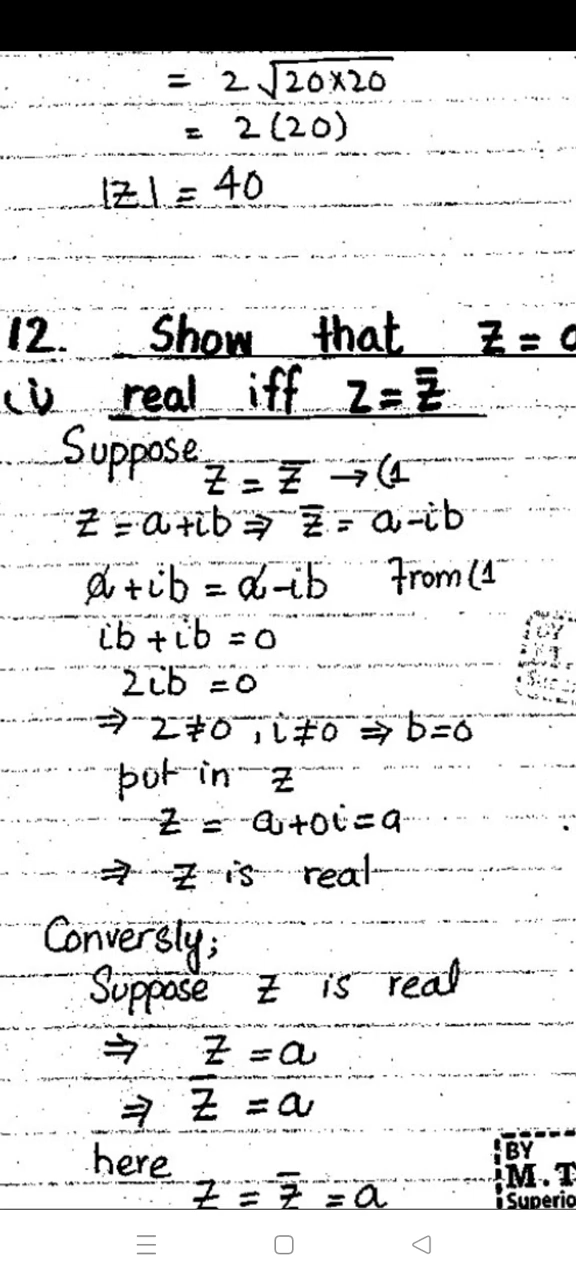 = 2 √20×20
= 2(20)
|Z| = 40
12. Show that Z =
(i) real iff Z = Z̅
Suppose Z = Z̅ → (1
Z = a+ib ⇒ Z̅ = a-ib
a + ib = a - ib From (1
ib + ib = 0
2ib = 0
⇒ 2≠0, i≠0 ⇒ b=0
put in Z
Z = a+0i = a
⇒ Z is real
Conversly;
Suppose Z is real
⇒ Z = a
⇒ Z̅ = a
here
Z = Z̅ = a
BY
M.T
Superio